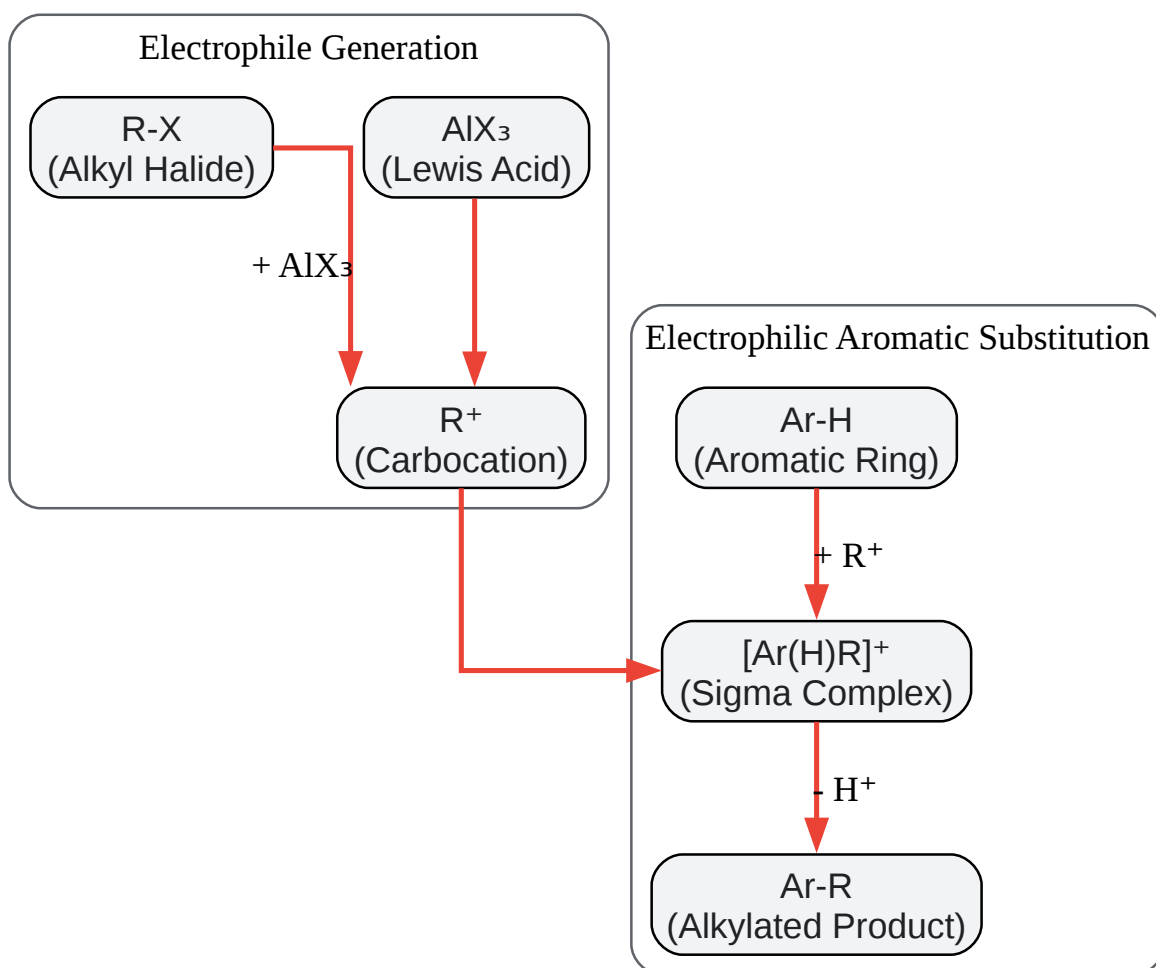 Electrophile Generation
R-X
(Alkyl Halide)
AlX₃
(Lewis Acid)
+ AlX₃
R⁺
(Carbocation)
Electrophilic Aromatic Substitution
Ar-H
(Aromatic Ring)
+ R⁺
[Ar(H)R]⁺
(Sigma Complex)
- H⁺
Ar-R
(Alkylated Product)